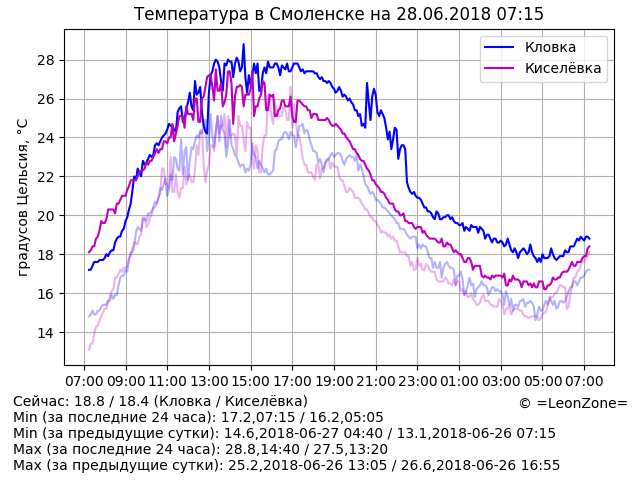 Температура в Смоленске на 28.06.2018 07:15
Кловка
Киселёвка
градусов Цельсия, °C
28
26
24
22
20
18
16
14
07:00 09:00 11:00 13:00 15:00 17:00 19:00 21:00 23:00 01:00 03:00 05:00 07:00
Сейчас: 18.8 / 18.4 (Кловка / Киселёвка)
© =LeonZone=
Min (за последние 24 часа): 17.2,07:15 / 16.2,05:05
Min (за предыдущие сутки): 14.6,2018-06-27 04:40 / 13.1,2018-06-26 07:15
Max (за последние 24 часа): 28.8,14:40 / 27.5,13:20
Max (за предыдущие сутки): 25.2,2018-06-26 13:05 / 26.6,2018-06-26 16:55